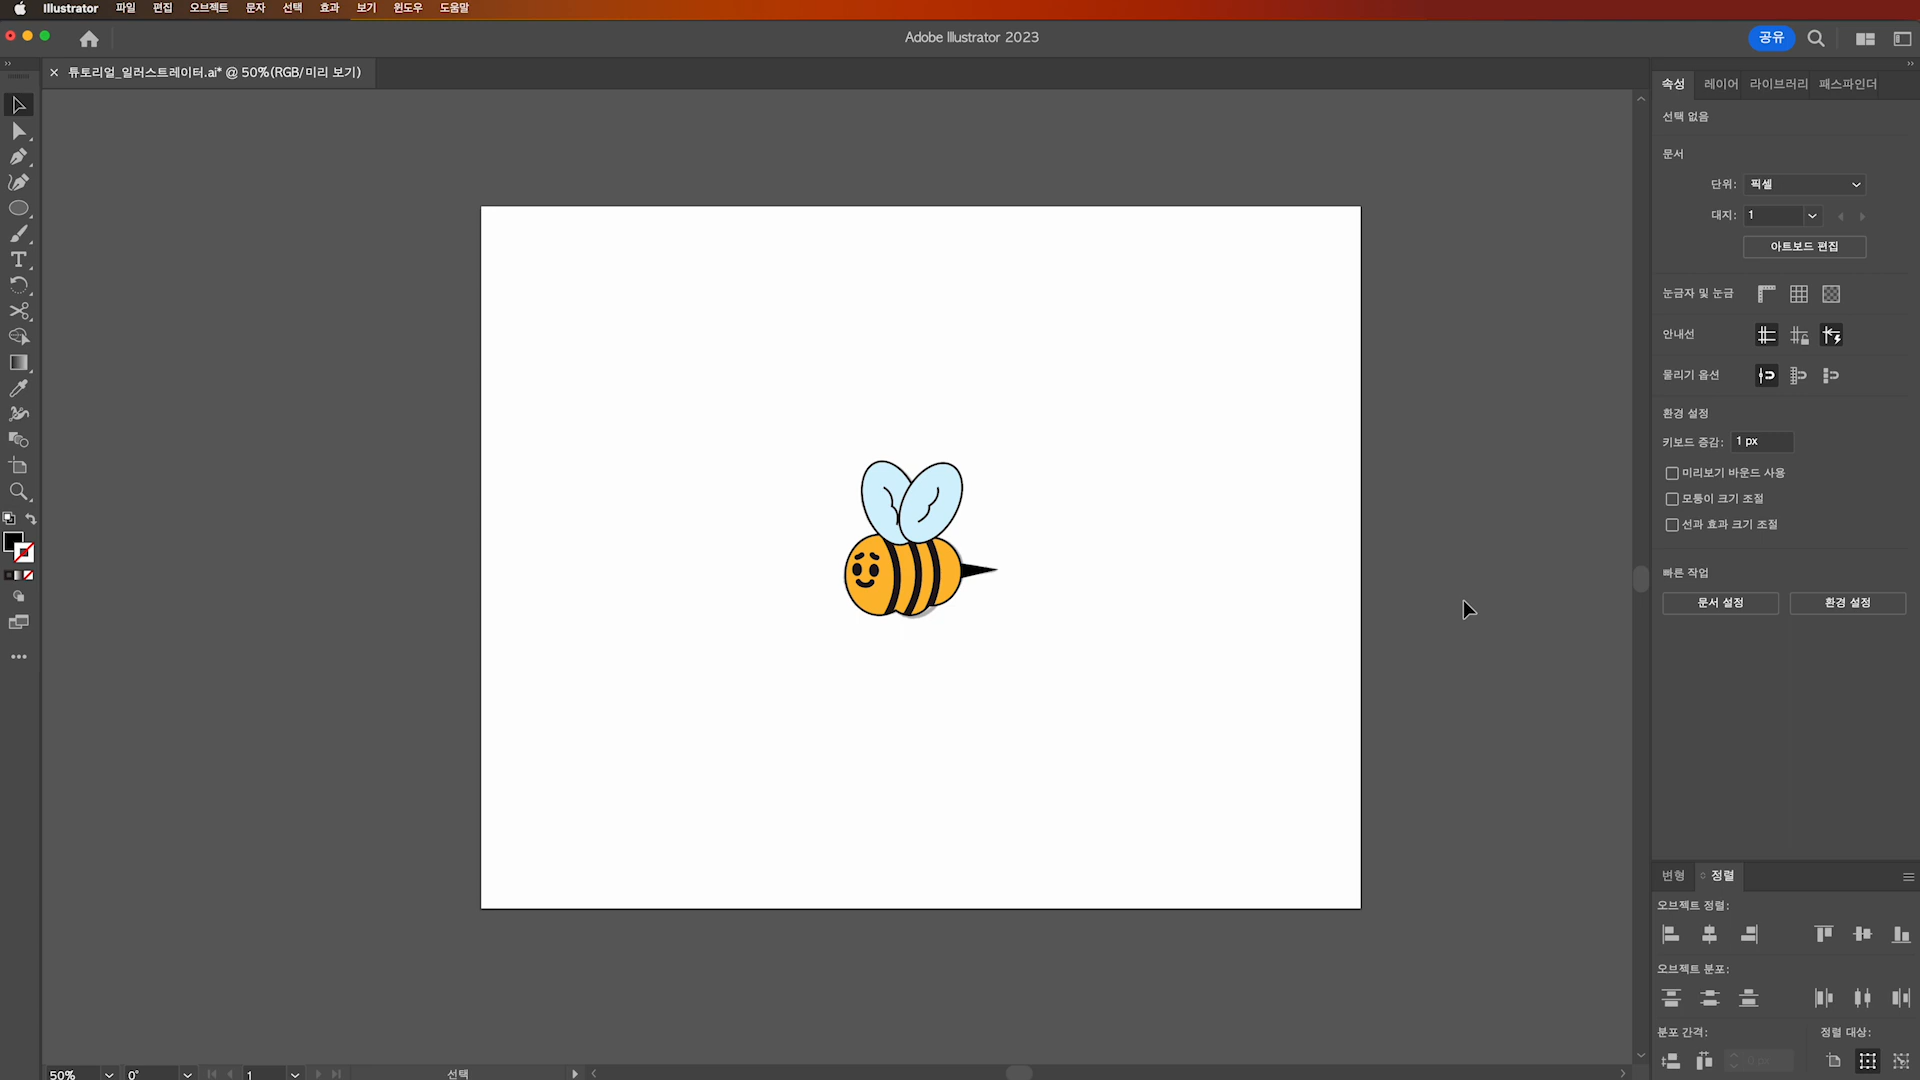 Illustrator 파일 편집 오브젝트 문자 선택 효과 보기 윈도우 도움말
Adobe Illustrator 2023
공유
튜토리얼_일러스트레이터.ai* @ 50%(RGB/미리 보기)
속성 레이어 라이브러리 패스파인더
선택 없음
문서
단위: 픽셀
대지: 1
아트보드 편집
눈금자 및 눈금
안내선
물리기 옵션
환경 설정
키보드 증감: 1 px
미리보기 바운드 사용
모퉁이 크기 조절
선과 효과 크기 조절
빠른 작업
문서 설정 환경 설정
변형 정렬
오브젝트 정렬:
오브젝트 분포:
분포 간격: 정렬 대상:
50% 0° 1 선택